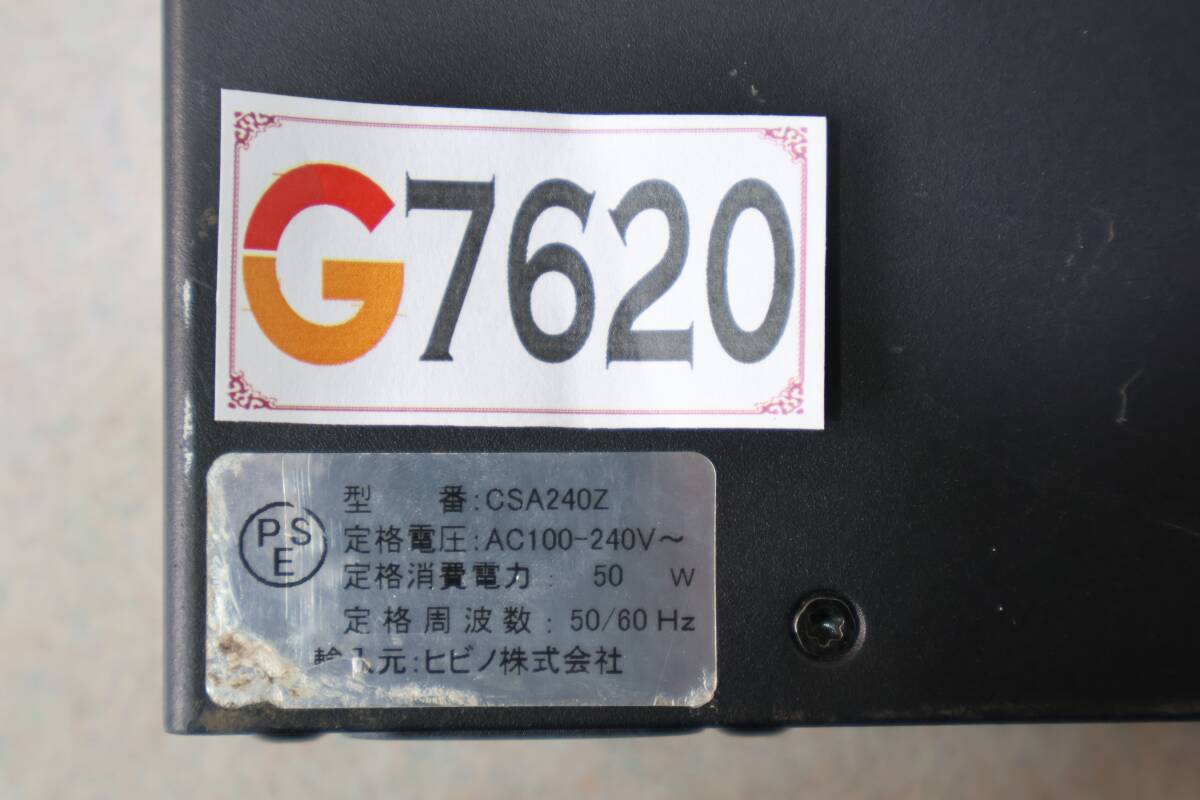 G7620
型 番:CSA240Z
PS
E
定格電圧:AC100-240V～
定格消費電力: 50 W
定格周波数: 50/60 Hz
輸入元:ヒビノ株式会社